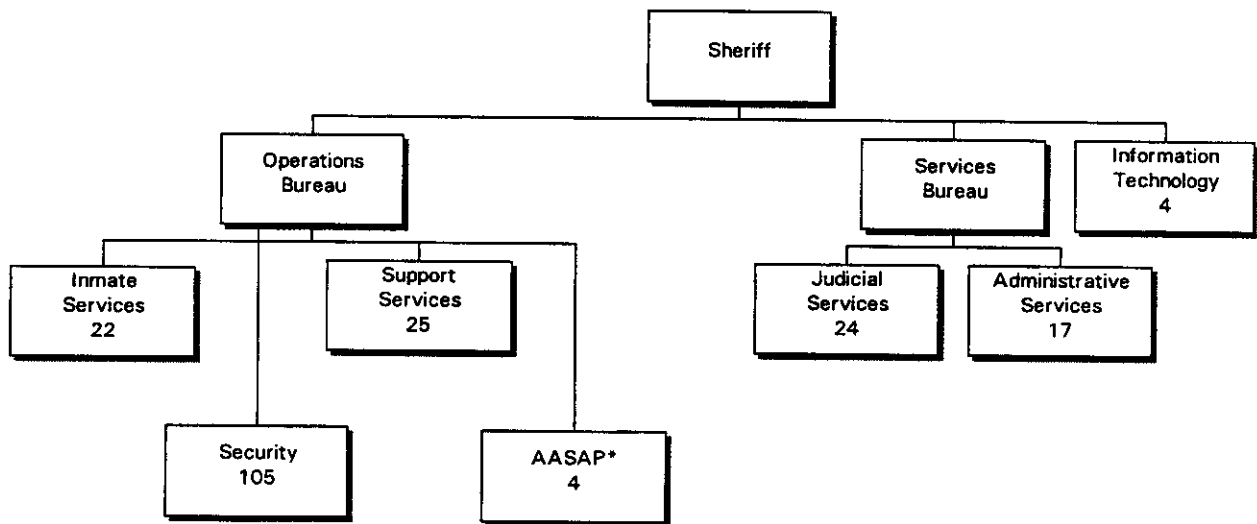 Sheriff
Operations
Bureau
Services
Bureau
Information
Technology
4
Inmate
Services
22
Support
Services
25
Judicial
Services
24
Administrative
Services
17
Security
105
AASAP*
4